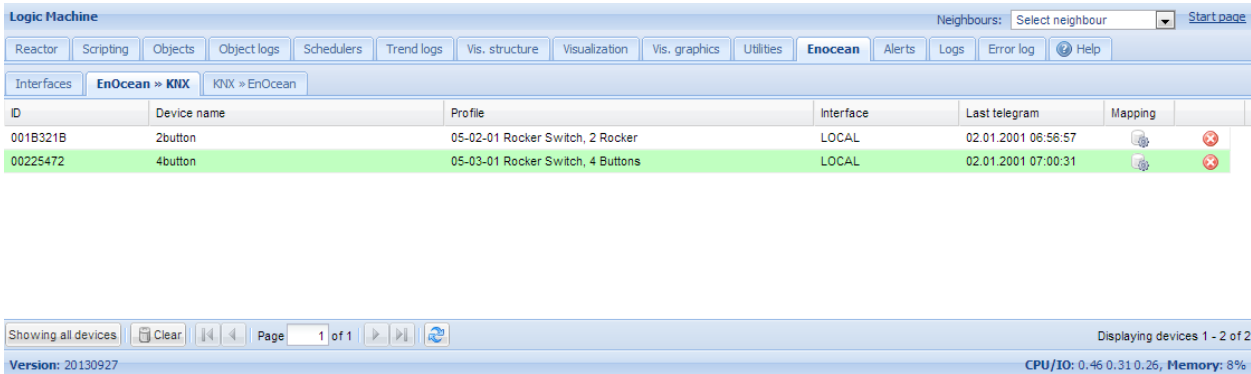 Logic Machine Neighbours: Select neighbour Start page
Reactor Scripting Objects Object logs Schedulers Trend logs Vis. structure Visualization Vis. graphics Utilities Enocean Alerts Logs Error log Help
Interfaces EnOcean » KNX KNX » EnOcean
ID Device name Profile Interface Last telegram Mapping
001B321B 2button 05-02-01 Rocker Switch, 2 Rocker LOCAL 02.01.2001 06:56:57
00225472 4button 05-03-01 Rocker Switch, 4 Buttons LOCAL 02.01.2001 07:00:31
Showing all devices Clear Page 1 of 1 Displaying devices 1 - 2 of 2
Version: 20130927 CPU/IO: 0.46 0.31 0.26, Memory: 8%